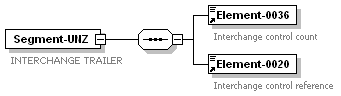 Element-0036
Interchange control count
Segment-UNZ
INTERCHANGE TRAILER
Element-0020
Interchange control reference